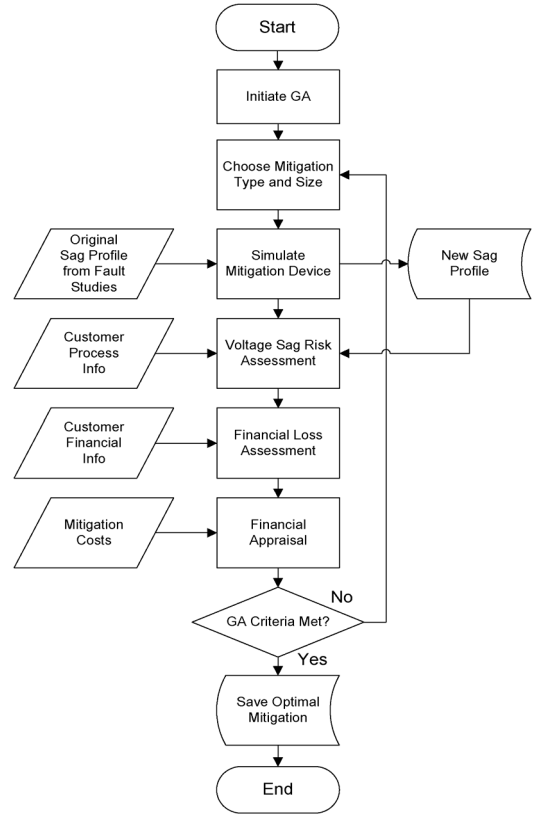 Start
Initiate GA
Choose Mitigation
Type and Size
Original
Sag Profile
from Fault
Studies
Simulate
Mitigation Device
New Sag
Profile
Customer
Process
Info
Voltage Sag Risk
Assessment
Customer
Financial
Info
Financial Loss
Assessment
Mitigation
Costs
Financial
Appraisal
GA Criteria Met?
No
Yes
Save Optimal
Mitigation
End